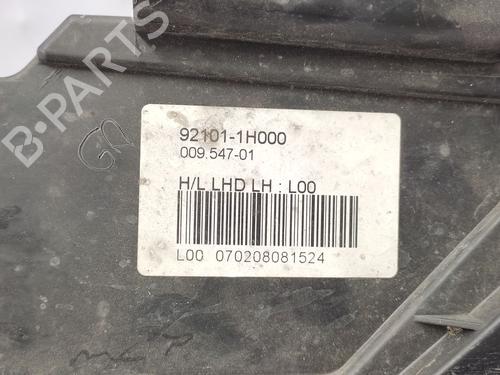 B-PARTS
92101-1H000
009.547-01
H/L LHD LH : L00
L00 070208081524